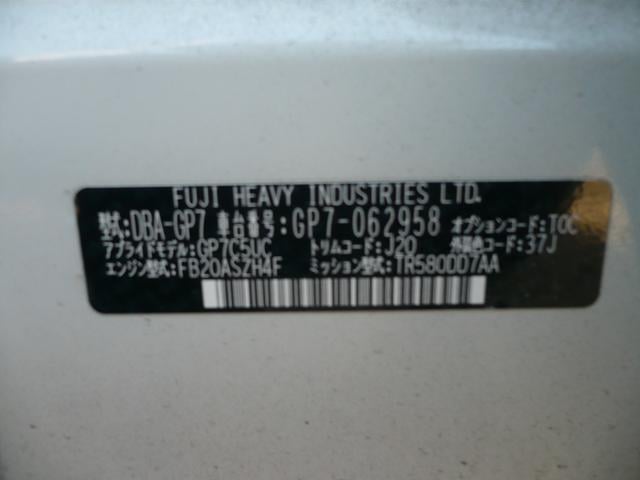 FUJI HEAVY INDUSTRIES LTD.
型式:DBA-GP7 車台番号:GP7-062958 オプションコード:TOC
アプライドモデル:GP7C5UC トリムコード:J20 外装色コード:37J
エンジン型式:FB20ASZH4F ミッション型式:TR580DD7AA